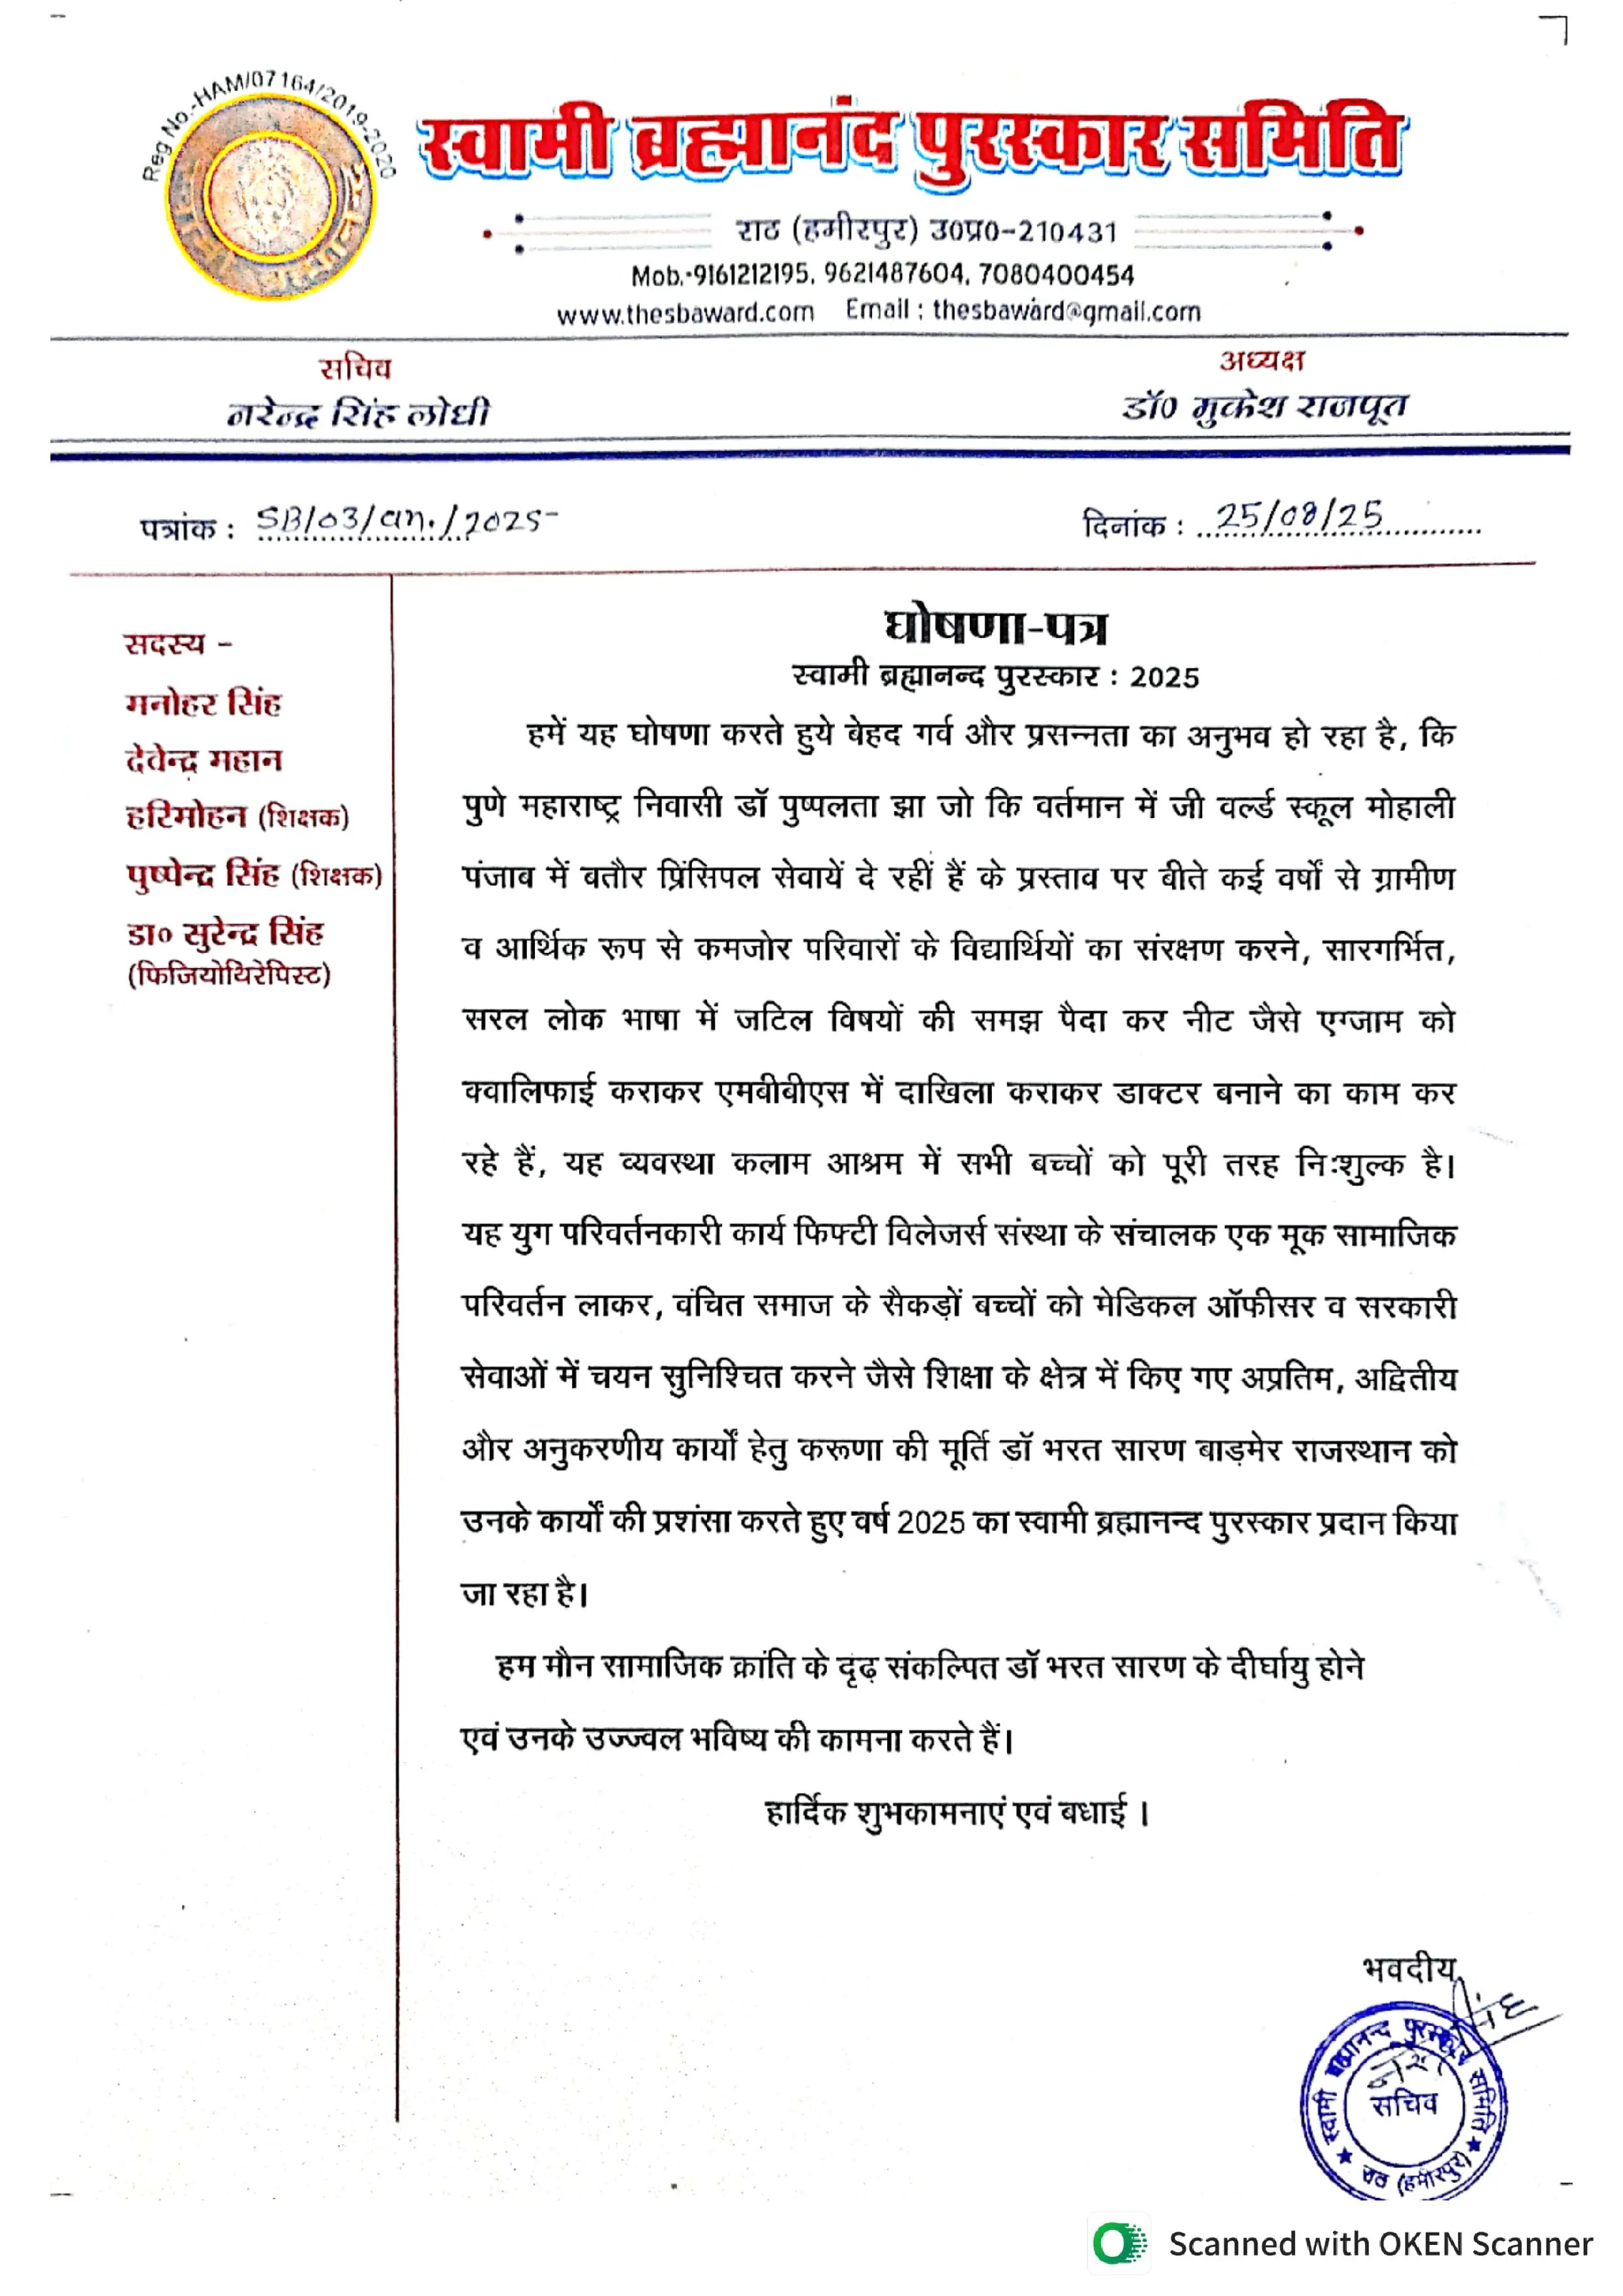 Reg No.-HAM/07164/2019-2020
स्वामी ब्रह्मानंद पुरस्कार समिति
राठ (हमीरपुर) उ०प्र०-210431
Mob.-9161212195, 9621487604, 7080400454
www.thesbaward.com Email : thesbaward@gmail.com
सचिव
नरेन्द्र सिंह लोधी
अध्यक्ष
डॉ० मुकेश राजपूत
पत्रांक : SB/03/an./2025
दिनांक : 25/08/25
सदस्य -
मनोहर सिंह
देवेन्द्र महान
हरिमोहन (शिक्षक)
पुष्पेन्द्र सिंह (शिक्षक)
डा० सुरेन्द्र सिंह
(फिजियोथिरेपिस्ट)
घोषणा-पत्र
स्वामी ब्रह्मानन्द पुरस्कार : 2025
हमें यह घोषणा करते हुये बेहद गर्व और प्रसन्नता का अनुभव हो रहा है, कि
पुणे महाराष्ट्र निवासी डॉ पुष्पलता झा जो कि वर्तमान में जी वर्ल्ड स्कूल मोहाली
पंजाब में बतौर प्रिंसिपल सेवायें दे रहीं हैं के प्रस्ताव पर बीते कई वर्षों से ग्रामीण
व आर्थिक रूप से कमजोर परिवारों के विद्यार्थियों का संरक्षण करने, सारगर्भित,
सरल लोक भाषा में जटिल विषयों की समझ पैदा कर नीट जैसे एग्जाम को
क्वालिफाई कराकर एमबीबीएस में दाखिला कराकर डाक्टर बनाने का काम कर
रहे हैं, यह व्यवस्था कलाम आश्रम में सभी बच्चों को पूरी तरह निःशुल्क है।
यह युग परिवर्तनकारी कार्य फिफ्टी विलेजर्स संस्था के संचालक एक मूक सामाजिक
परिवर्तन लाकर, वंचित समाज के सैकड़ों बच्चों को मेडिकल ऑफीसर व सरकारी
सेवाओं में चयन सुनिश्चित करने जैसे शिक्षा के क्षेत्र में किए गए अप्रतिम, अद्वितीय
और अनुकरणीय कार्यों हेतु करूणा की मूर्ति डॉ भरत सारण बाड़मेर राजस्थान को
उनके कार्यों की प्रशंसा करते हुए वर्ष 2025 का स्वामी ब्रह्मानन्द पुरस्कार प्रदान किया
जा रहा है।
हम मौन सामाजिक क्रांति के दृढ़ संकल्पित डॉ भरत सारण के दीर्घायु होने
एवं उनके उज्ज्वल भविष्य की कामना करते हैं।
हार्दिक शुभकामनाएं एवं बधाई ।
भवदीय
स्वामी ब्रह्मानन्द पुरस्कार समिति
सचिव
राठ (हमीरपुर)
Scanned with OKEN Scanner